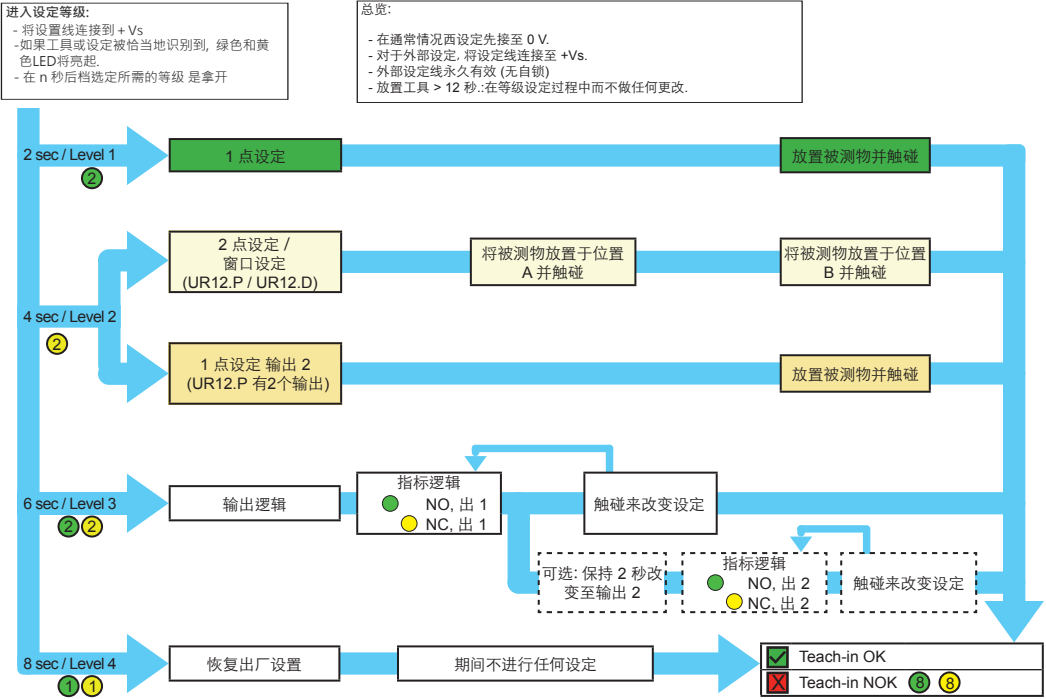 进入设定等级:
- 将设置线连接到 + Vs
-如果工具或设定被恰当地识别到, 绿色和黄
色LED将亮起.
- 在 n 秒后档选定所需的等级 是拿开
总览:
- 在通常情况西设定先接至 0 V.
- 对于外部设定, 将设定线连接至 +Vs.
- 外部设定线永久有效 (无自锁)
- 放置工具 > 12 秒.:在等级设定过程中而不做任何更改.
2 sec / Level 1
2
1 点设定
放置被测物并触碰
4 sec / Level 2
2
2 点设定 /
窗口设定
(UR12.P / UR12.D)
将被测物放置于位置
A 并触碰
将被测物放置于位置
B 并触碰
1 点设定 输出 2
(UR12.P 有2个输出)
放置被测物并触碰
6 sec / Level 3
2 2
输出逻辑
指标逻辑
NO, 出 1
NC, 出 1
触碰来改变设定
可选: 保持 2 秒改
变至输出 2
指标逻辑
NO, 出 2
NC, 出 2
触碰来改变设定
8 sec / Level 4
1 1
恢复出厂设置
期间不进行任何设定
Teach-in OK
Teach-in NOK 8 8